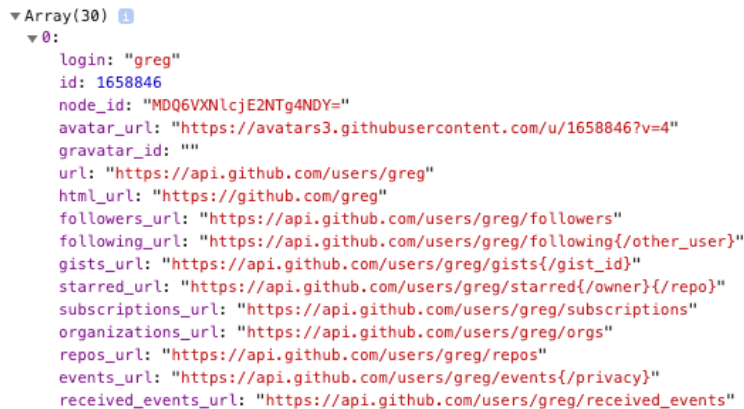 ▼Array(30) i
▼0:
login: "greg"
id: 1658846
node_id: "MDQ6VXNlcjE2NTg4NDY="
avatar_url: "https://avatars3.githubusercontent.com/u/1658846?v=4"
gravatar_id: ""
url: "https://api.github.com/users/greg"
html_url: "https://github.com/greg"
followers_url: "https://api.github.com/users/greg/followers"
following_url: "https://api.github.com/users/greg/following{/other_user}"
gists_url: "https://api.github.com/users/greg/gists{/gist_id}"
starred_url: "https://api.github.com/users/greg/starred{/owner}{/repo}"
subscriptions_url: "https://api.github.com/users/greg/subscriptions"
organizations_url: "https://api.github.com/users/greg/orgs"
repos_url: "https://api.github.com/users/greg/repos"
events_url: "https://api.github.com/users/greg/events{/privacy}"
received_events_url: "https://api.github.com/users/greg/received_events"